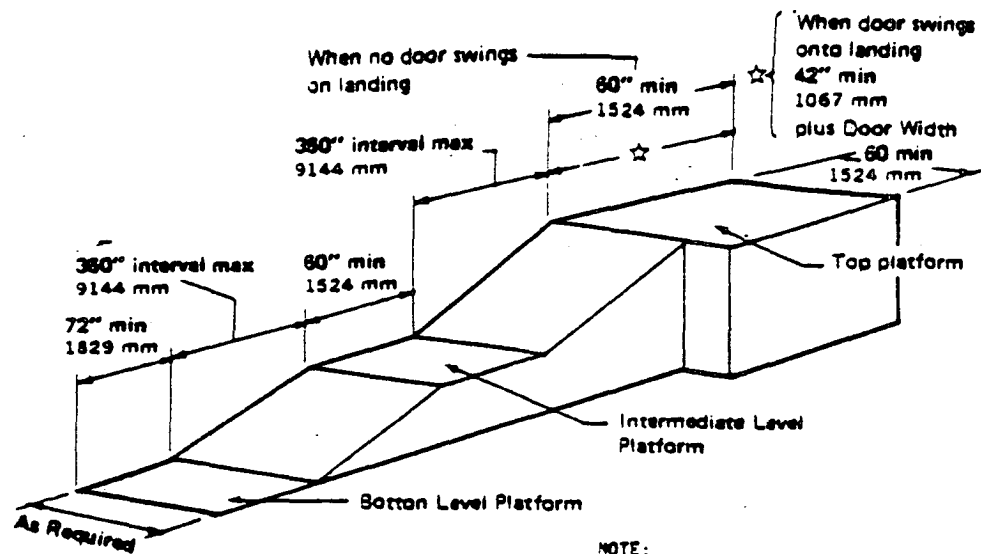 When no door swings
on landing
60" min
1524 mm
☆
When door swings
onto landing
42" min
1067 mm
plus Door Width
60 min
1524 mm
360" interval max
9144 mm
☆
Top platform
360" interval max
9144 mm
60" min
1524 mm
72" min
1829 mm
Intermediate Level
Platform
Botton Level Platform
As Required
NOTE: